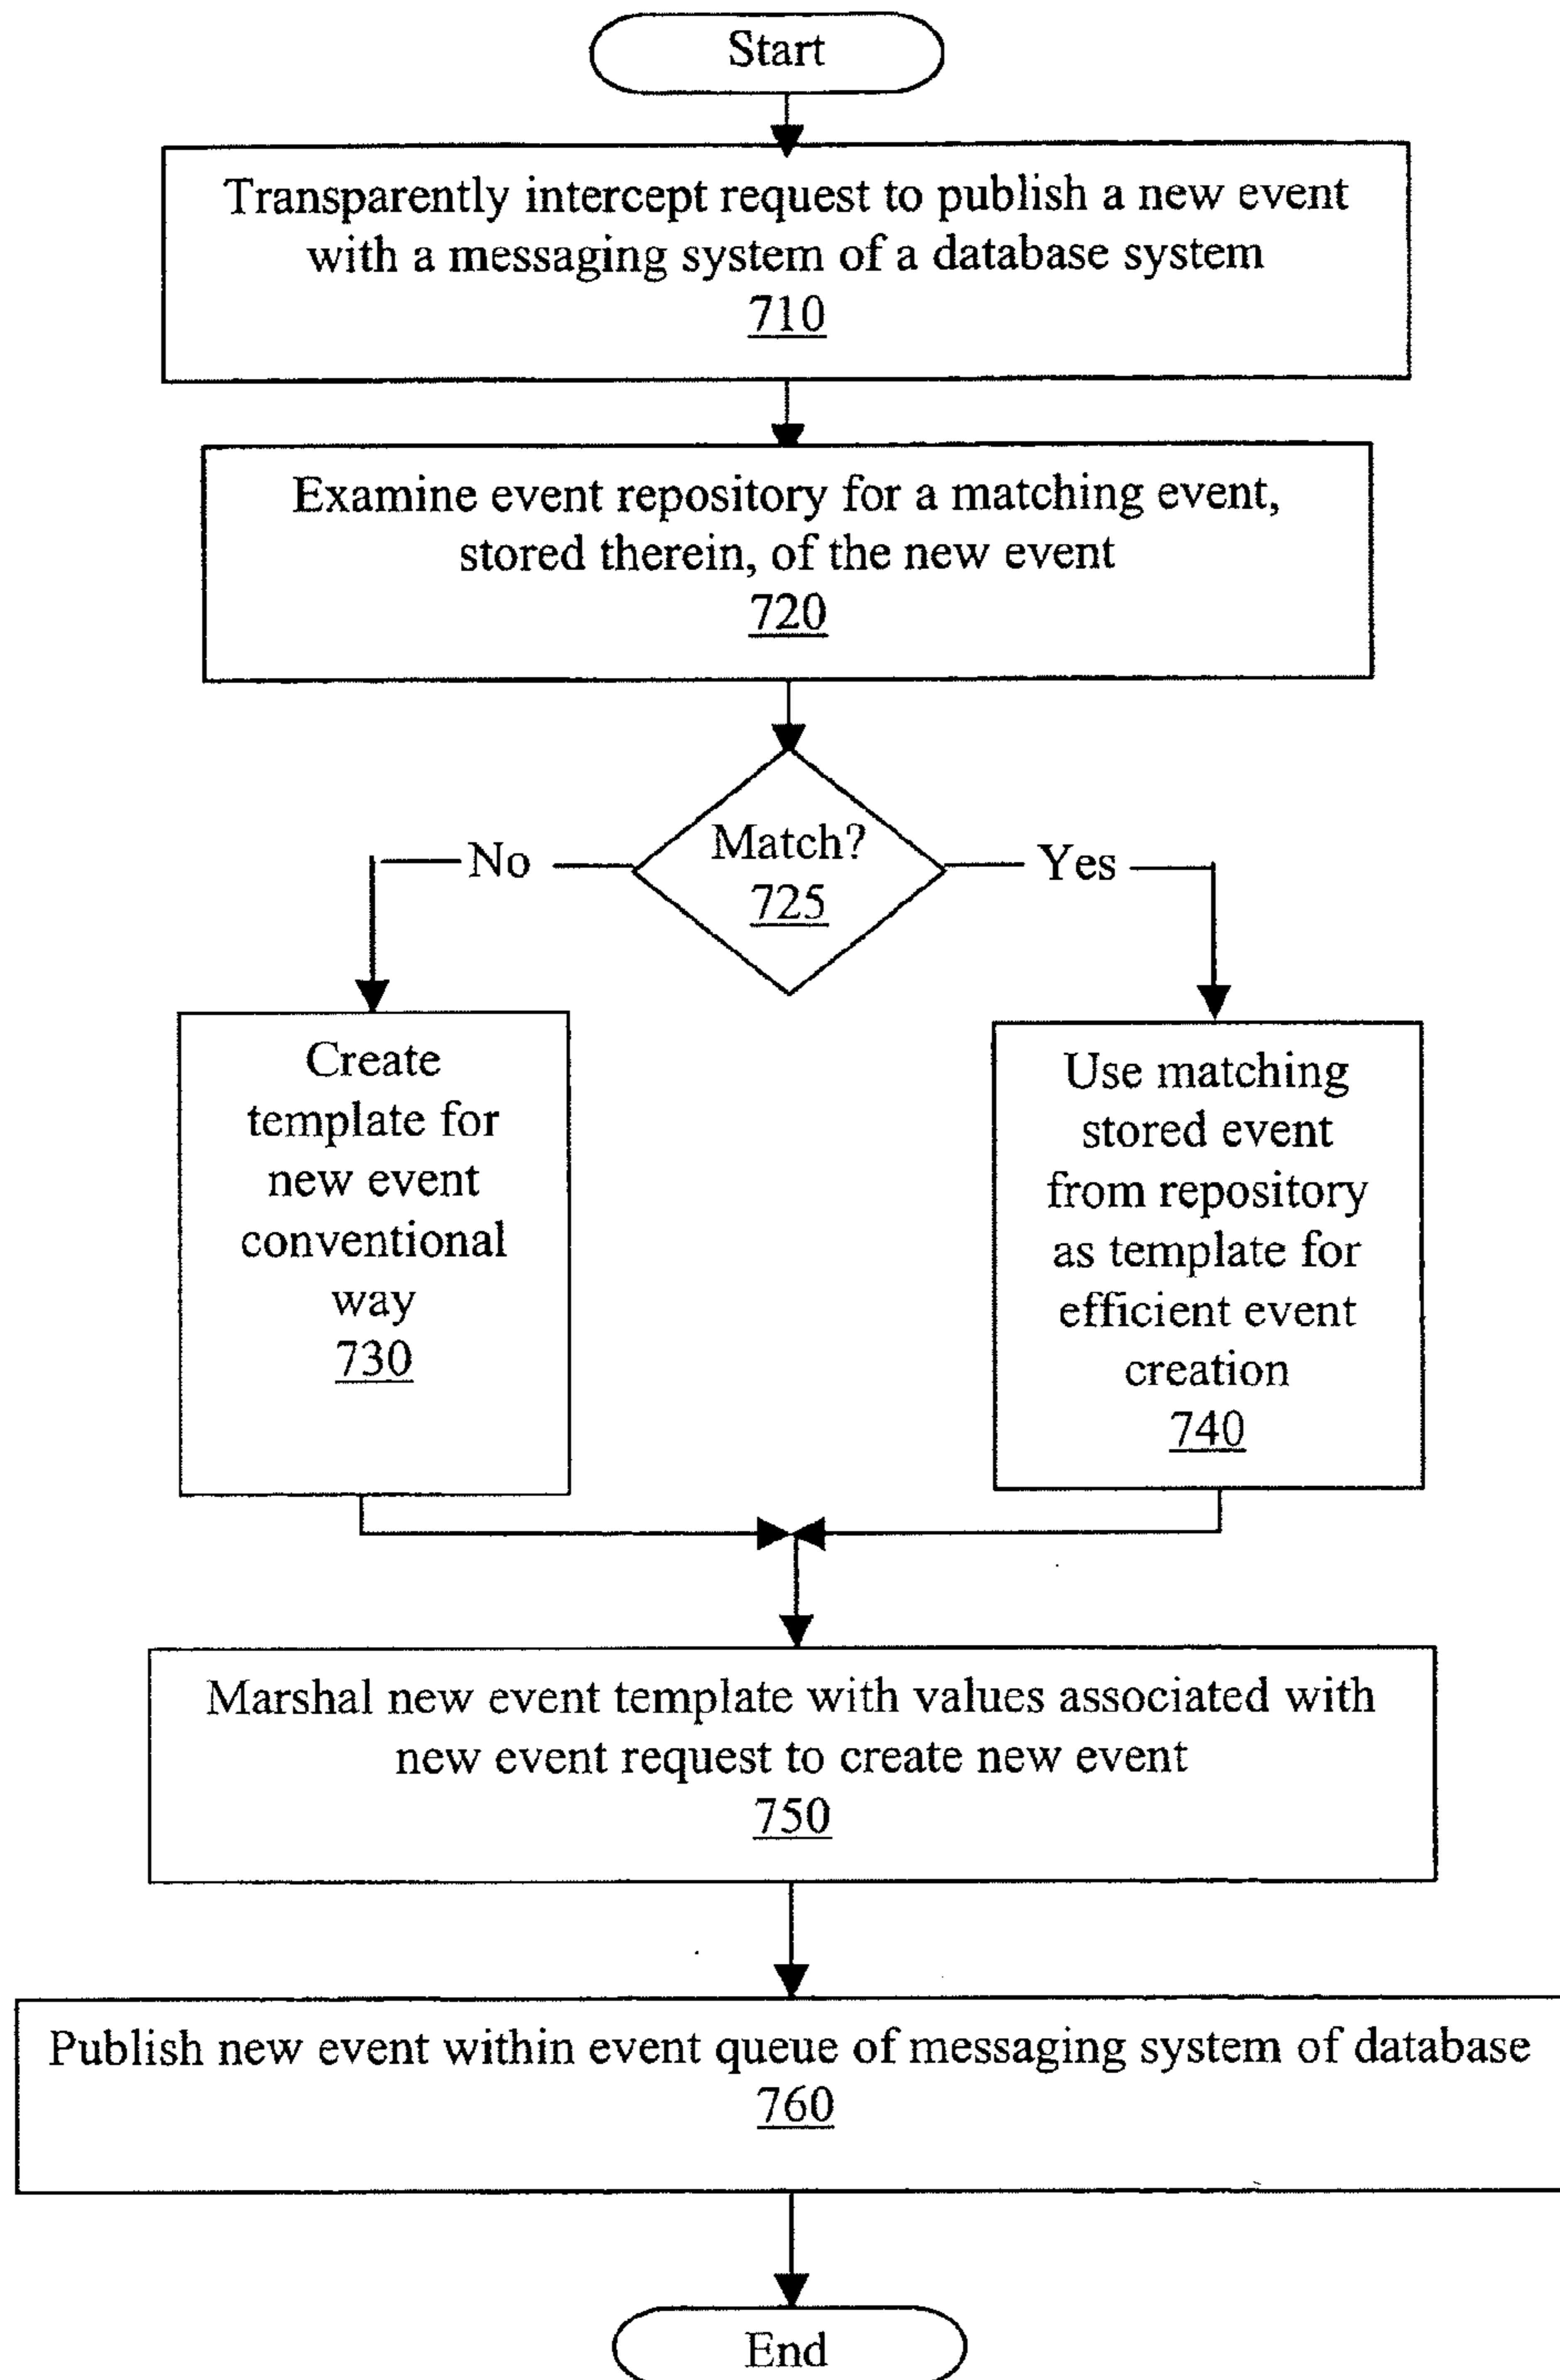 Start
Transparently intercept request to publish a new event
with a messaging system of a database system
710
Examine event repository for a matching event,
stored therein, of the new event
720
Match?
725
No
Yes
Create
template for
new event
conventional
way
730
Use matching
stored event
from repository
as template for
efficient event
creation
740
Marshal new event template with values associated with
new event request to create new event
750
Publish new event within event queue of messaging system of database
760
End